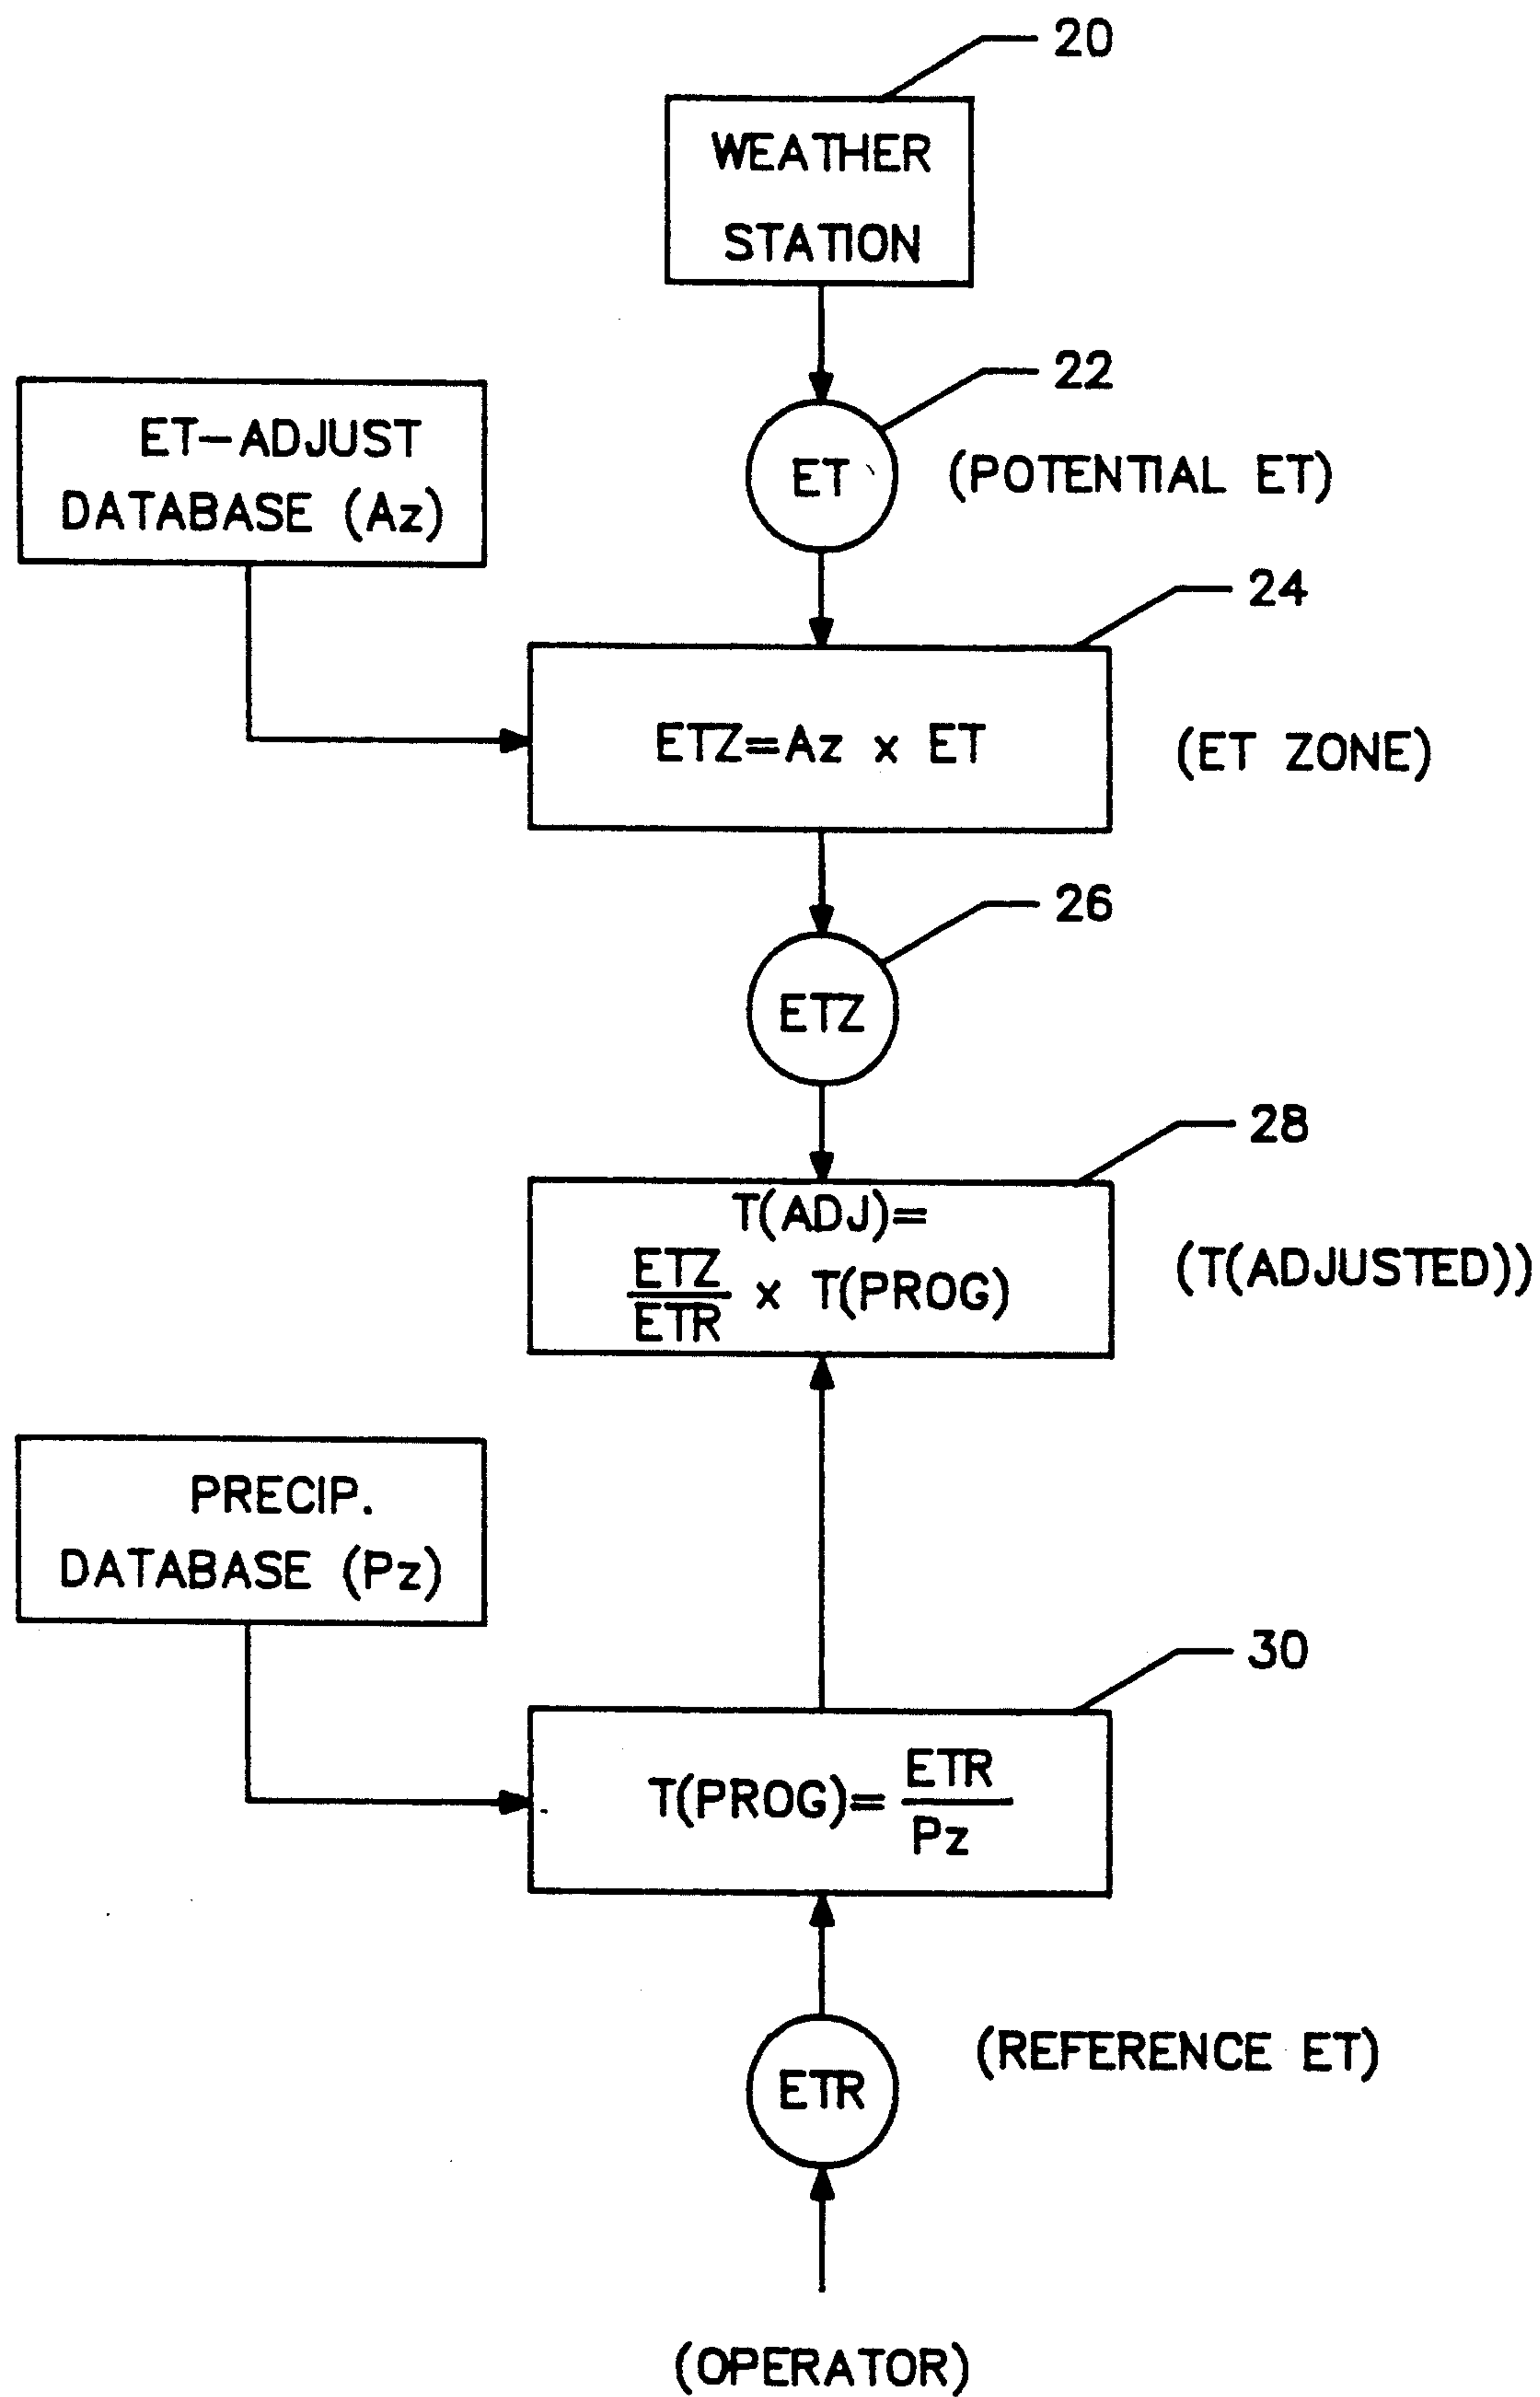 20
WEATHER
STATION
22
ET-ADJUST
DATABASE (Az)
ET
(POTENTIAL ET)
24
ETZ=Az x ET
(ET ZONE)
26
ETZ
28
T(ADJ)=
ETZ
ETR
x T(PROG)
(T(ADJUSTED))
PRECIP.
DATABASE (Pz)
30
T(PROG)=
ETR
Pz
(REFERENCE ET)
ETR
(OPERATOR)